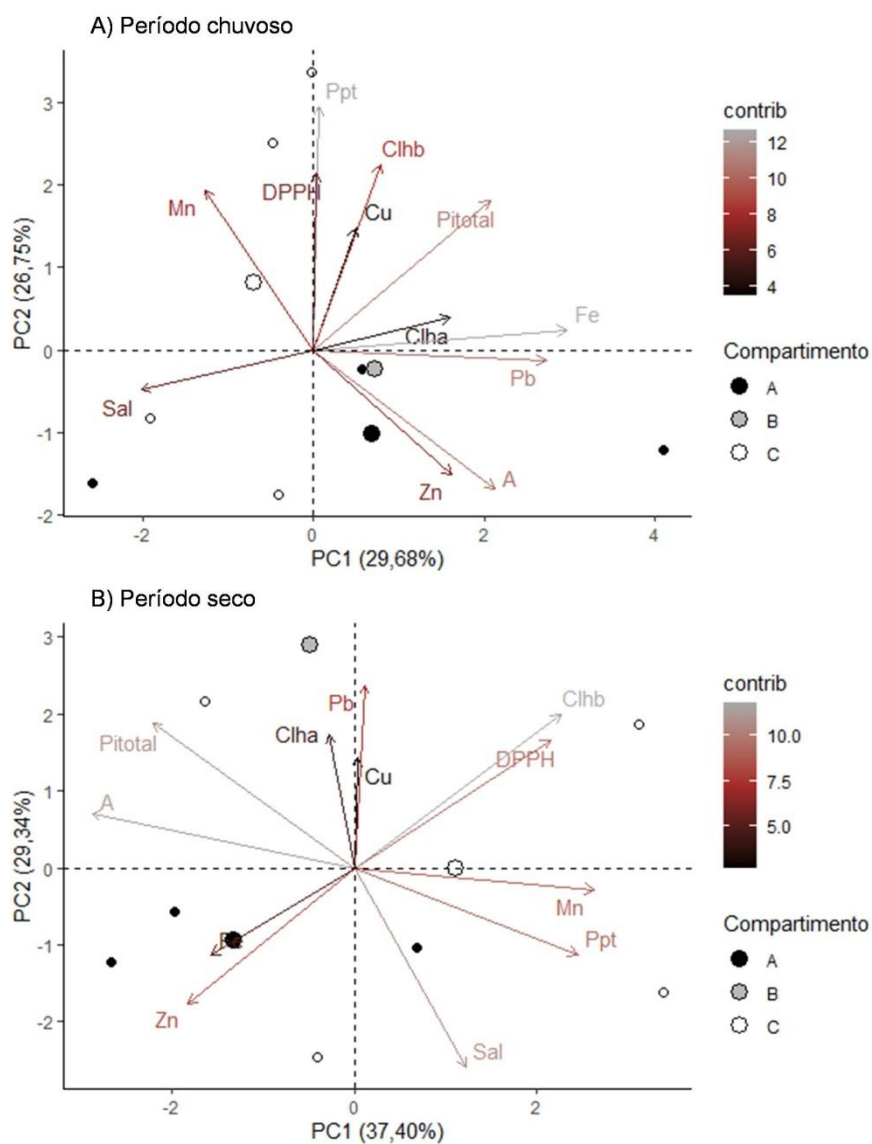 A) Período chuvoso
Ppt
Clhb
DPPH
Mn
Cu
Pitotal
Fe
Clha
Pb
Sal
Zn
A
3
2
1
0
-1
-2
PC2 (26,75%)
-2
0
2
4
PC1 (29,68%)
contrib
12
10
8
6
4
Compartimento
A
B
C
B) Período seco
Pb
Clhb
Clha
Pitotal
DPPH
Cu
A
Mn
Ppt
Zn
Sal
3
2
1
0
-1
-2
PC2 (29,34%)
-2
0
2
PC1 (37,40%)
contrib
10.0
7.5
5.0
Compartimento
A
B
C